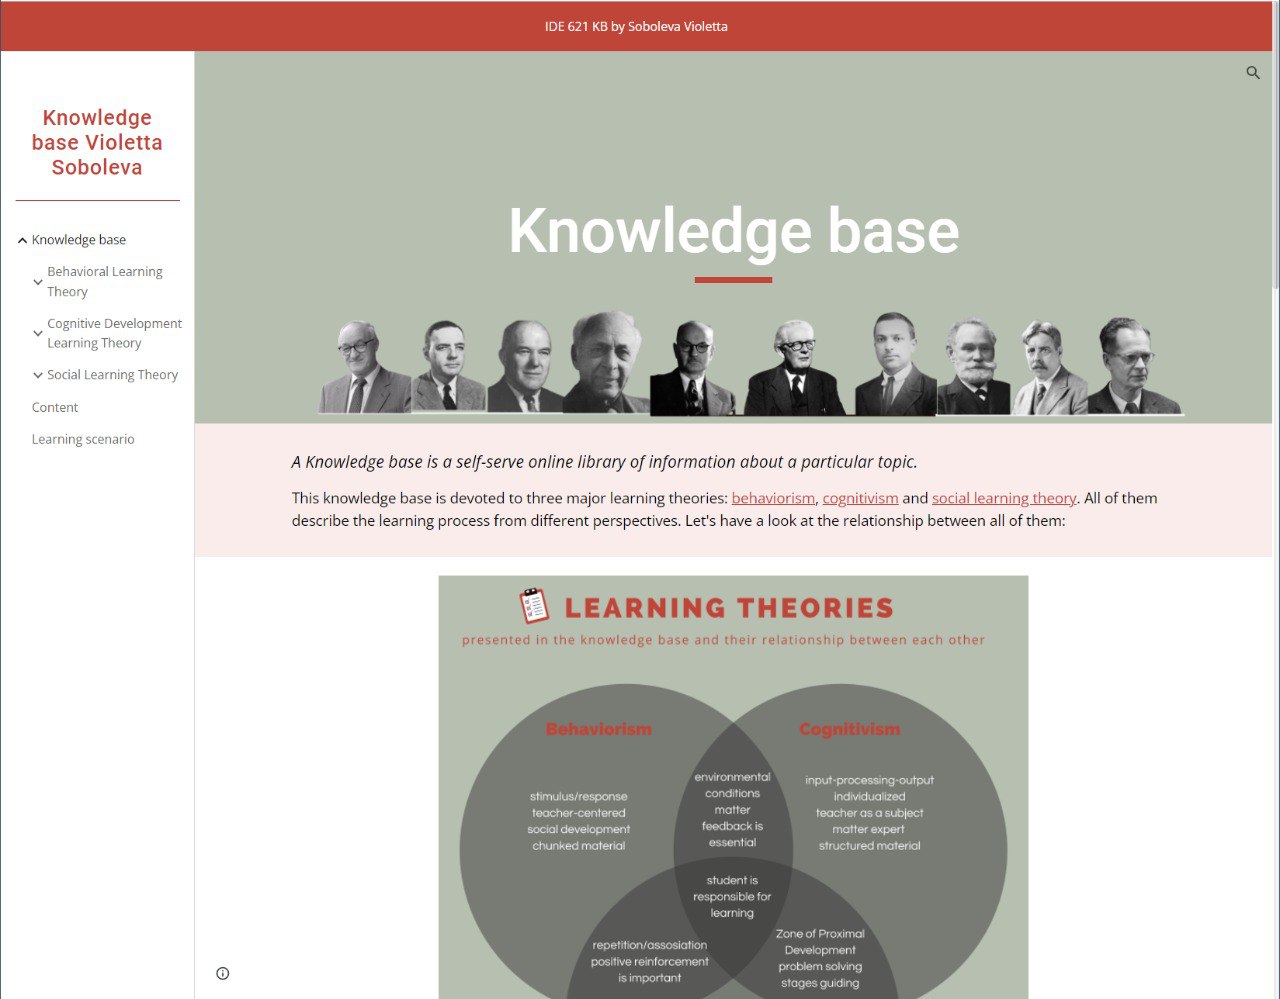 IDE 621 KB by Soboleva Violetta
Knowledge
base Violetta
Soboleva
Knowledge base
Behavioral Learning
Theory
Cognitive Development
Learning Theory
Social Learning Theory
Content
Learning scenario
Knowledge base
A Knowledge base is a self-serve online library of information about a particular topic.
This knowledge base is devoted to three major learning theories: behaviorism, cognitivism and social learning theory. All of them
describe the learning process from different perspectives. Let's have a look at the relationship between all of them:
LEARNING THEORIES
presented in the knowledge base and their relationship between each other
Behaviorism
stimulus/response
teacher-centered
social development
chunked material
environmental
conditions
matter
feedback is
essential
Cognitivism
input-processing-output
individualized
teacher as a subject
matter expert
structured material
student is
responsible for
learning
repetition/assosiation
positive reinforcement
is important
Zone of Proximal
Development
problem solving
stages guiding